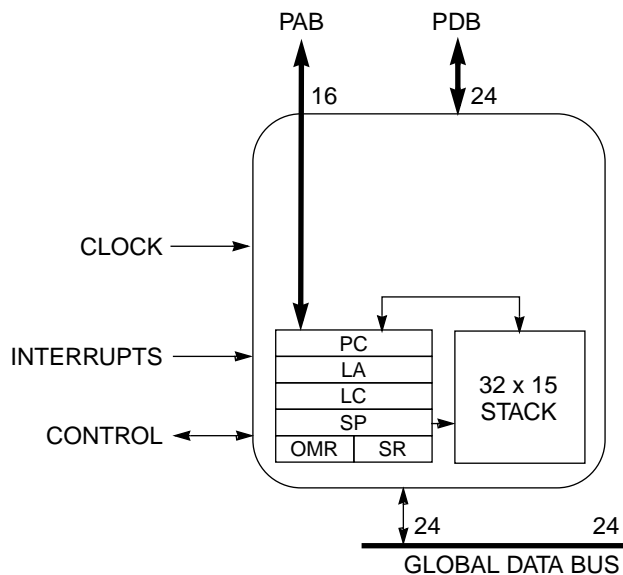 PAB
PDB
16
24
CLOCK
INTERRUPTS
CONTROL
PC
LA
LC
SP
OMR
SR
32 x 15
STACK
24
24
GLOBAL DATA BUS